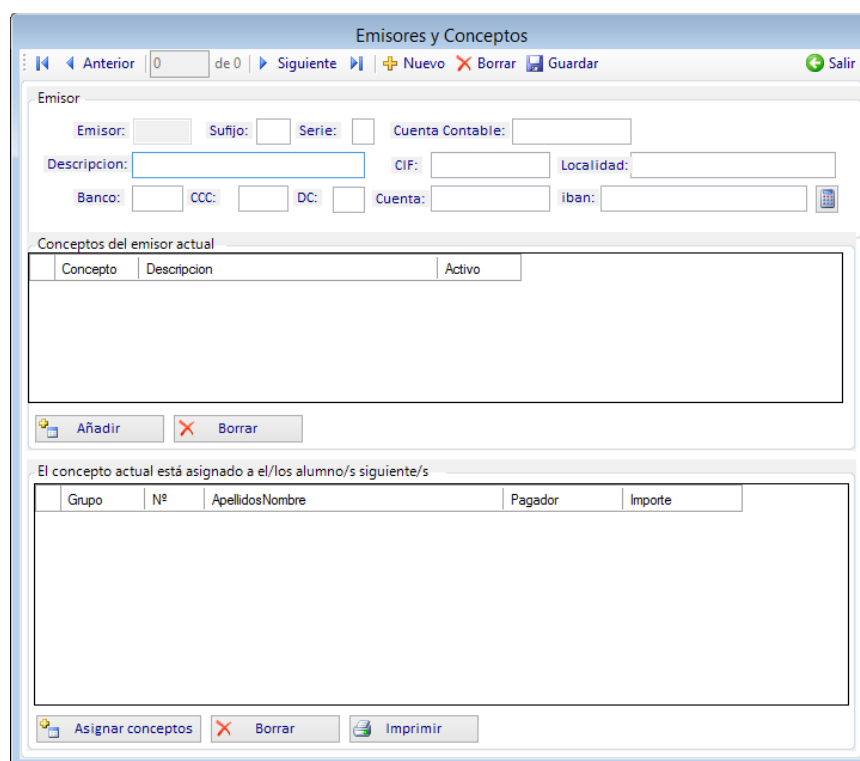 Emisores y Conceptos
Anterior 0 de 0 Siguiente Nuevo Borrar Guardar Salir
Emisor
Emisor: Sufijo: Serie: Cuenta Contable:
Descripcion: CIF: Localidad:
Banco: CCC: DC: Cuenta: iban:
Conceptos del emisor actual
Concepto Descripcion Activo
Añadir Borrar
El concepto actual está asignado a el/los alumno/s siguiente/s
Grupo Nº ApellidosNombre Pagador Importe
Asignar conceptos Borrar Imprimir